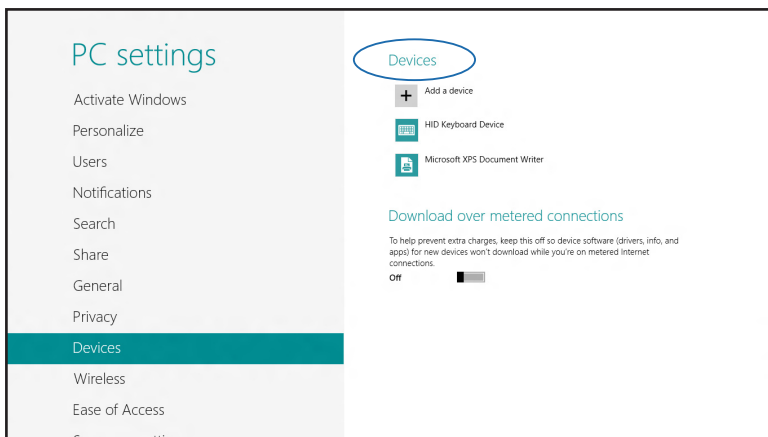 PC settings
Activate Windows
Personalize
Users
Notifications
Search
Share
General
Privacy
Devices
Wireless
Ease of Access
Devices
Add a device
HID Keyboard Device
Microsoft XPS Document Writer
Download over metered connections
To help prevent extra charges, keep this off so device software (drivers, info, and
apps) for new devices won't download while you're on metered Internet
connections.
Off